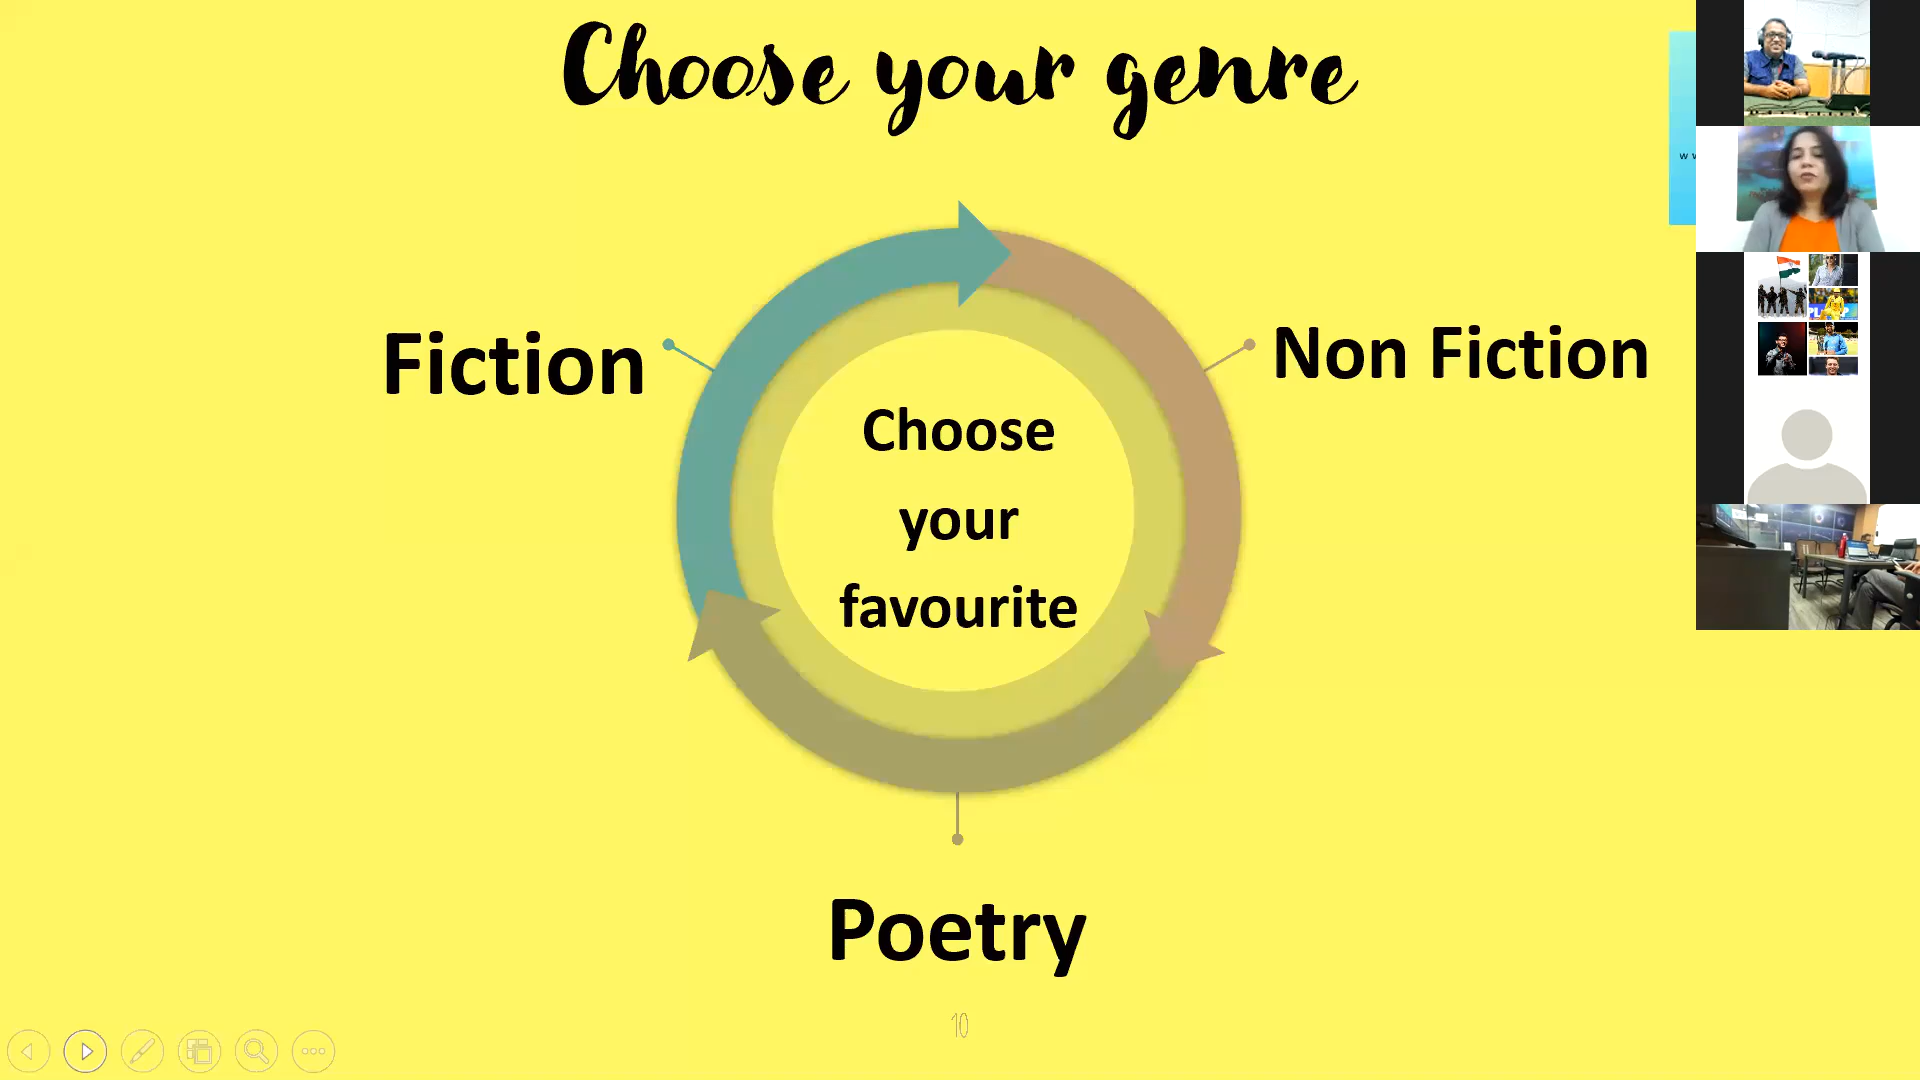 Choose your genre
Fiction
Non Fiction
Choose
your
favourite
Poetry
10